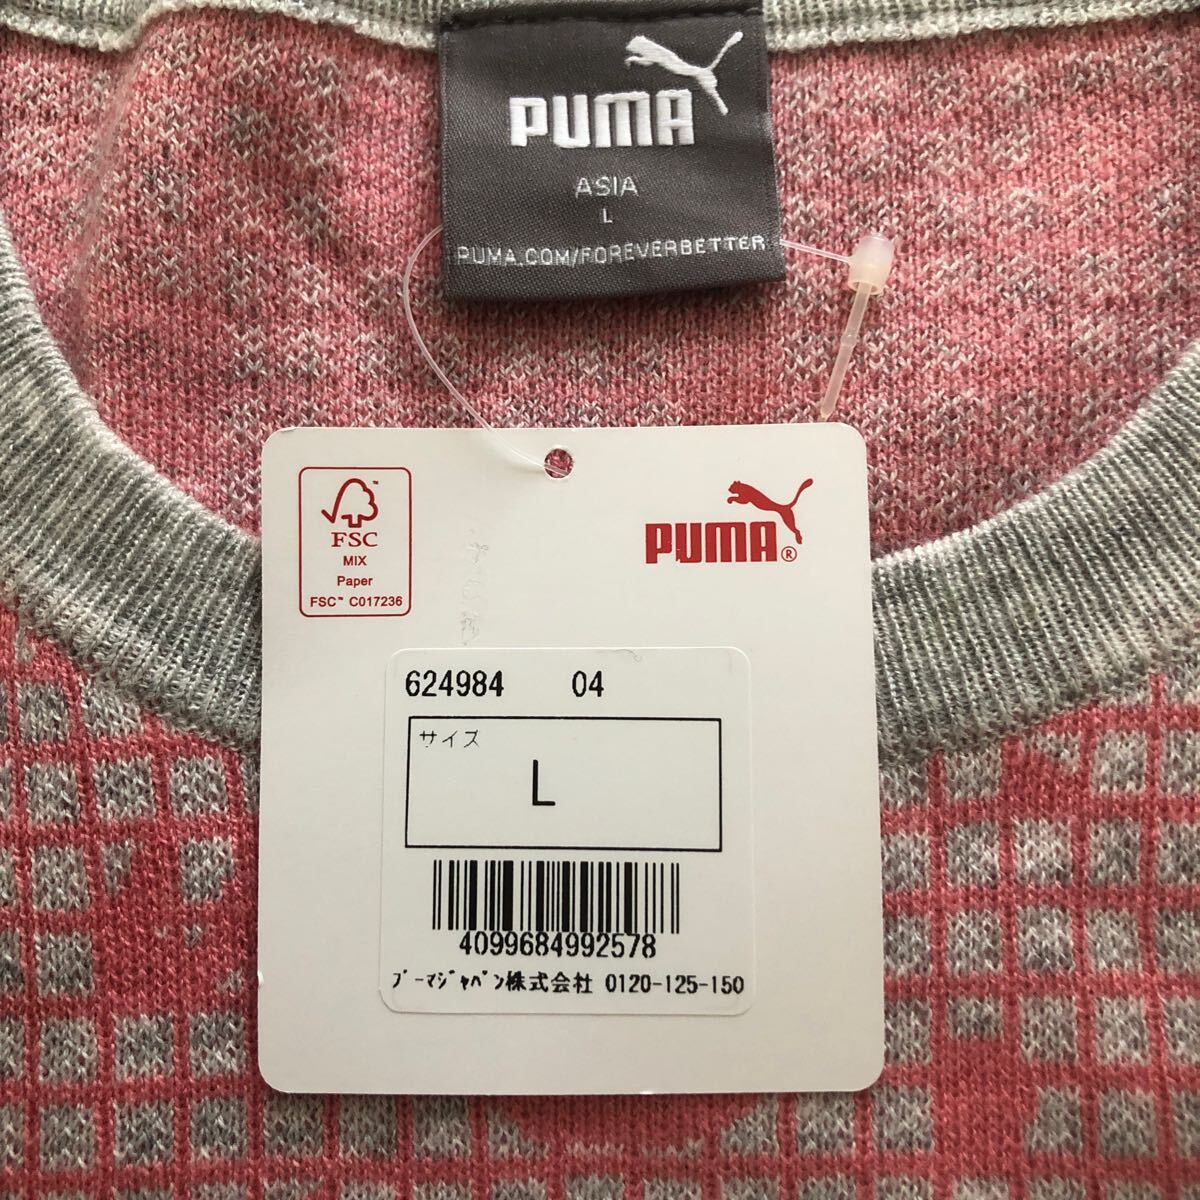 PUMA
ASIA
L
PUMA.COM/FOREVERBETTER
FSC™
MIX
Paper
FSC™ C017236
PUMA®
624984 04
サイズ
L
4099684992578
ﾌﾟｰﾏｼﾞｬﾊﾟﾝ株式会社 0120-125-150